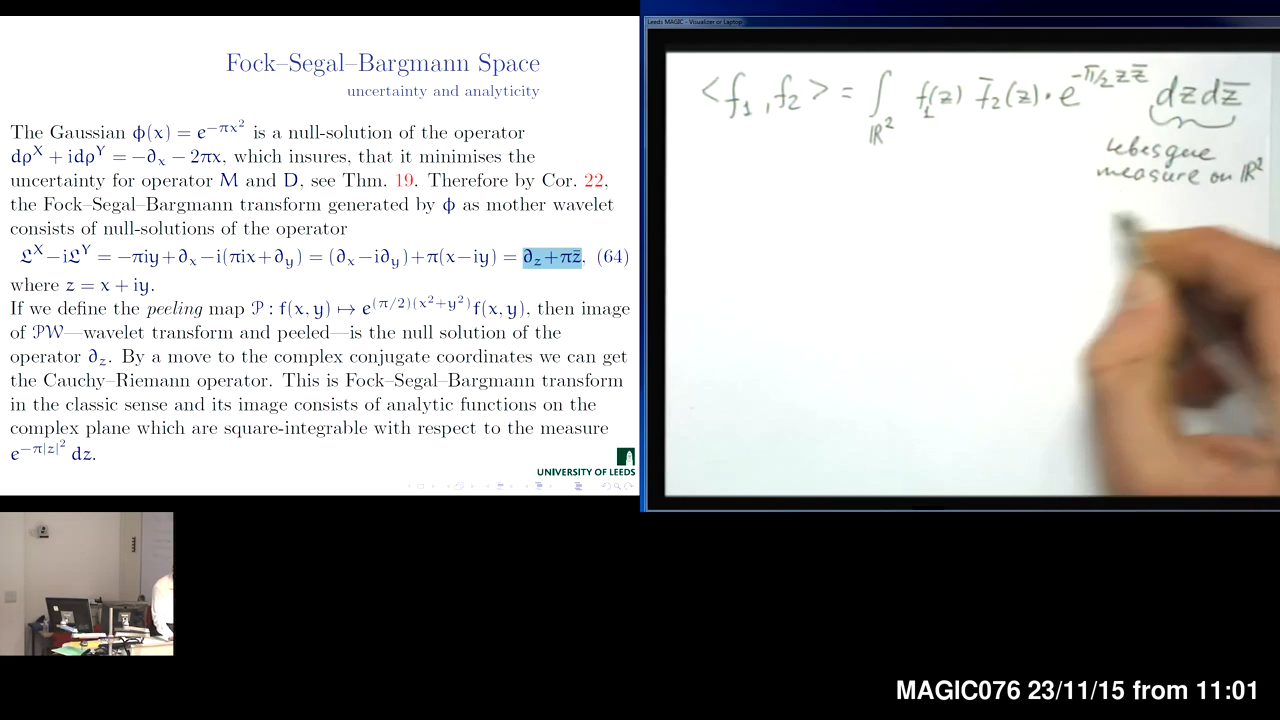 Fock–Segal–Bargmann Space
uncertainty and analyticity
The Gaussian ϕ(x) = e^{−πx²} is a null-solution of the operator
dρ^X + idρ^Y = −∂_x − 2πx, which insures, that it minimises the
uncertainty for operator M and D, see Thm. 19. Therefore by Cor. 22,
the Fock–Segal–Bargmann transform generated by ϕ as mother wavelet
consists of null-solutions of the operator
𝔏^X−i𝔏^Y = −πiy+∂_x−i(πix+∂_y) = (∂_x−i∂_y)+π(x−iy) = ∂_z+πz̄, (64)
where z = x + iy.
If we define the peeling map 𝒫 : f(x, y) ↦ e^{(π/2)(x²+y²)}f(x, y), then image
of 𝒫W—wavelet transform and peeled—is the null solution of the
operator ∂_z. By a move to the complex conjugate coordinates we can get
the Cauchy–Riemann operator. This is Fock–Segal–Bargmann transform
in the classic sense and its image consists of analytic functions on the
complex plane which are square-integrable with respect to the measure
e^{−π|z|²} dz.
UNIVERSITY OF LEEDS
Leeds MAGIC - Visualizer or Laptop
<f₁, f₂> = ∫_{ℝ²} f₁(z) f̄₂(z)· e^{−π/2 z z̄} dz dz̄
Lebesgue
measure on ℝ²
MAGIC076 23/11/15 from 11:01